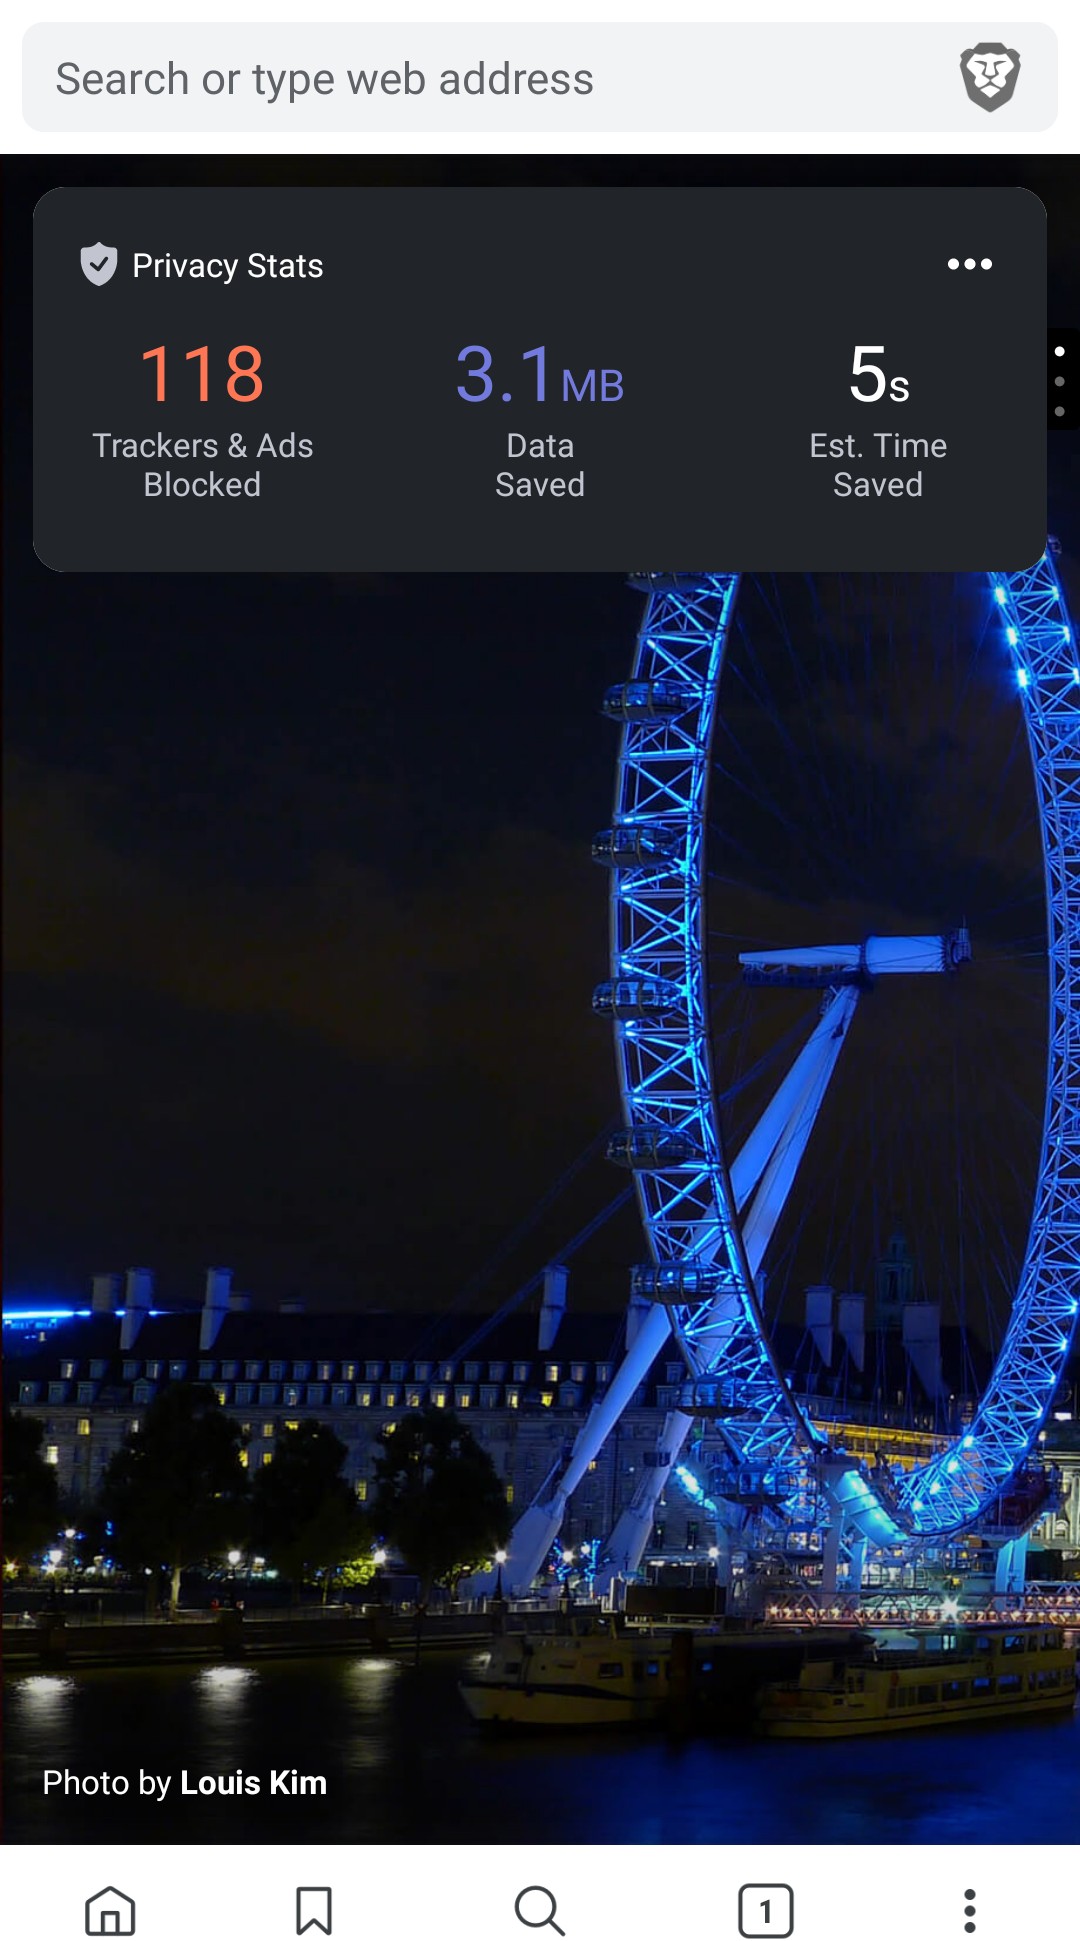 Search or type web address
Privacy Stats
118
Trackers & Ads
Blocked
3.1MB
Data
Saved
5s
Est. Time
Saved
Photo by Louis Kim
1